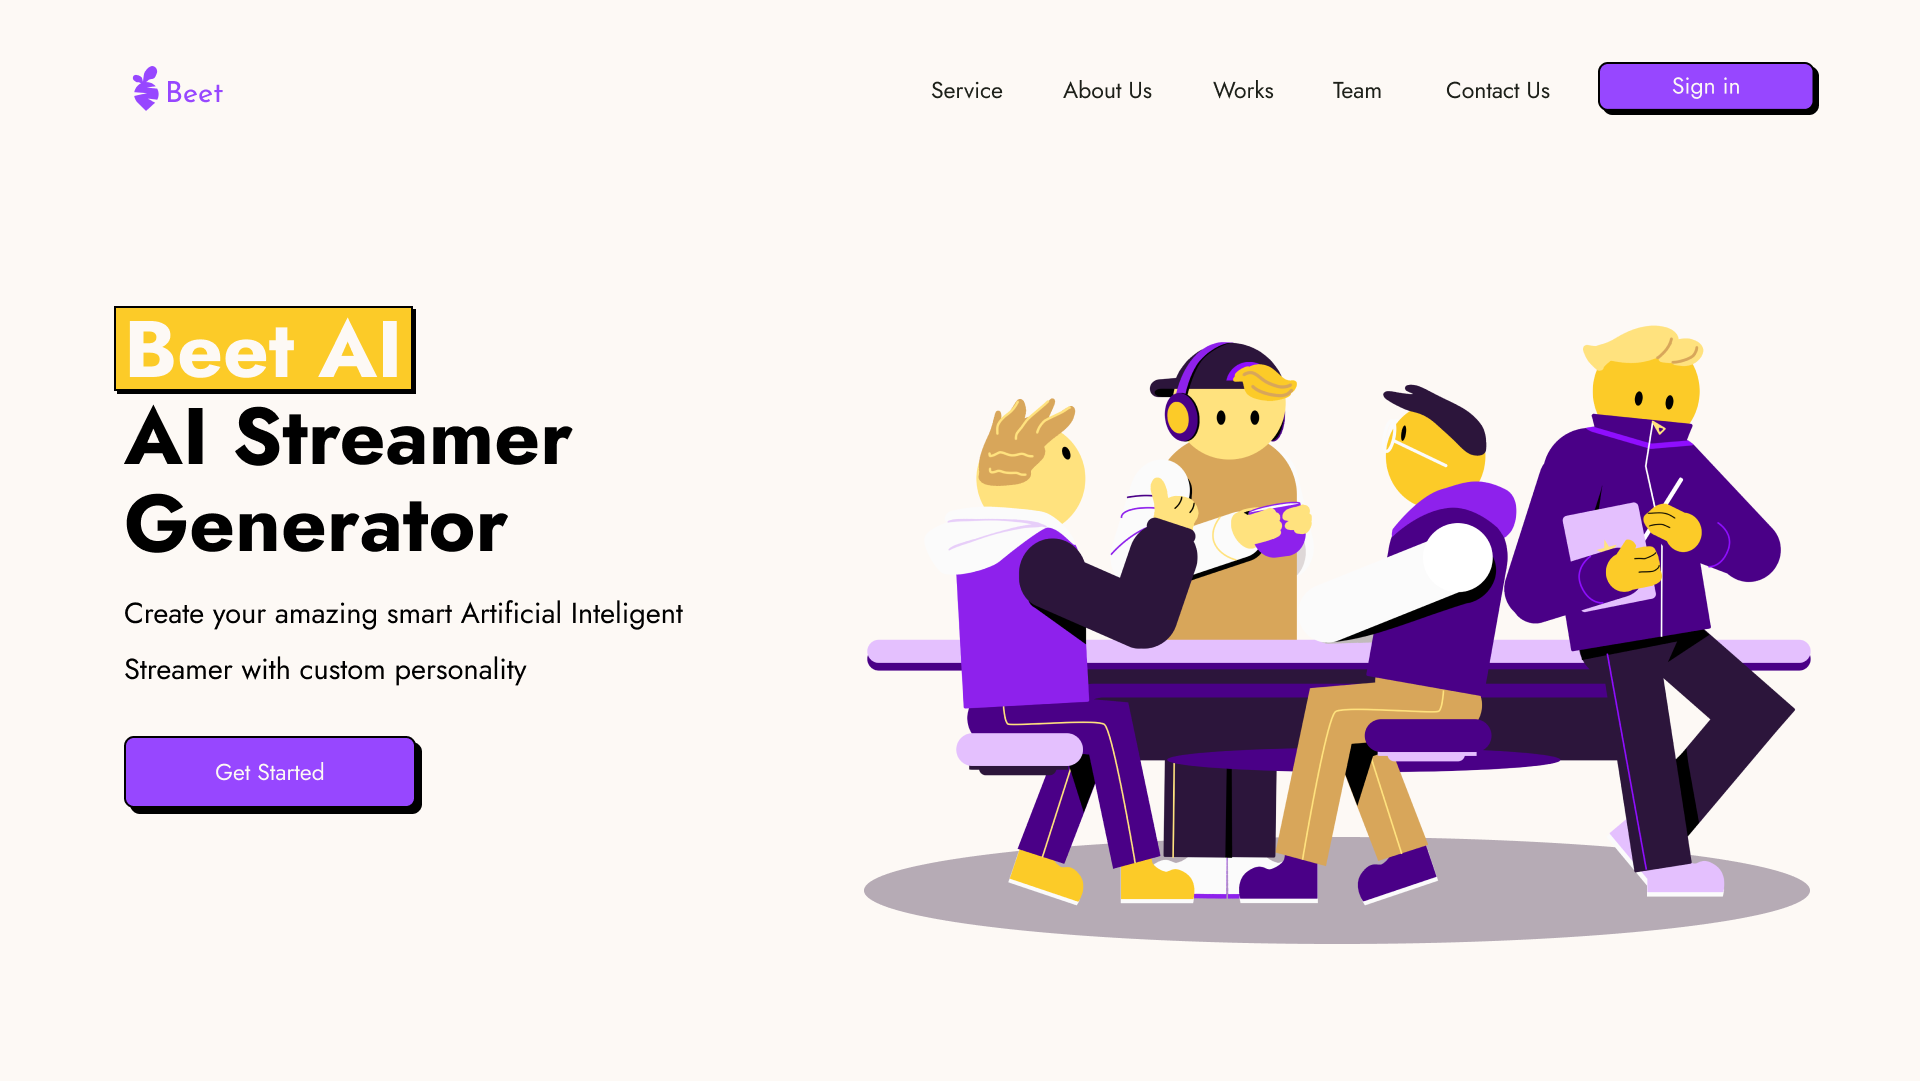 Beet
Service
About Us
Works
Team
Contact Us
Sign in
Beet AI
AI Streamer
Generator
Create your amazing smart Artificial Inteligent
Streamer with custom personality
Get Started